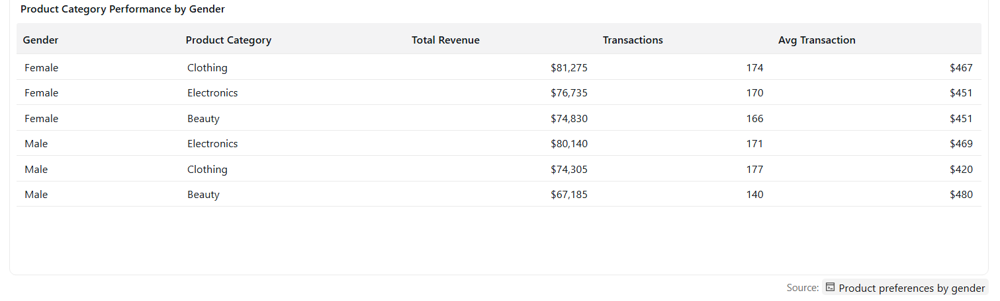 Product Category Performance by Gender
Gender Product Category Total Revenue Transactions Avg Transaction
Female Clothing $81,275 174 $467
Female Electronics $76,735 170 $451
Female Beauty $74,830 166 $451
Male Electronics $80,140 171 $469
Male Clothing $74,305 177 $420
Male Beauty $67,185 140 $480
Source: Product preferences by gender